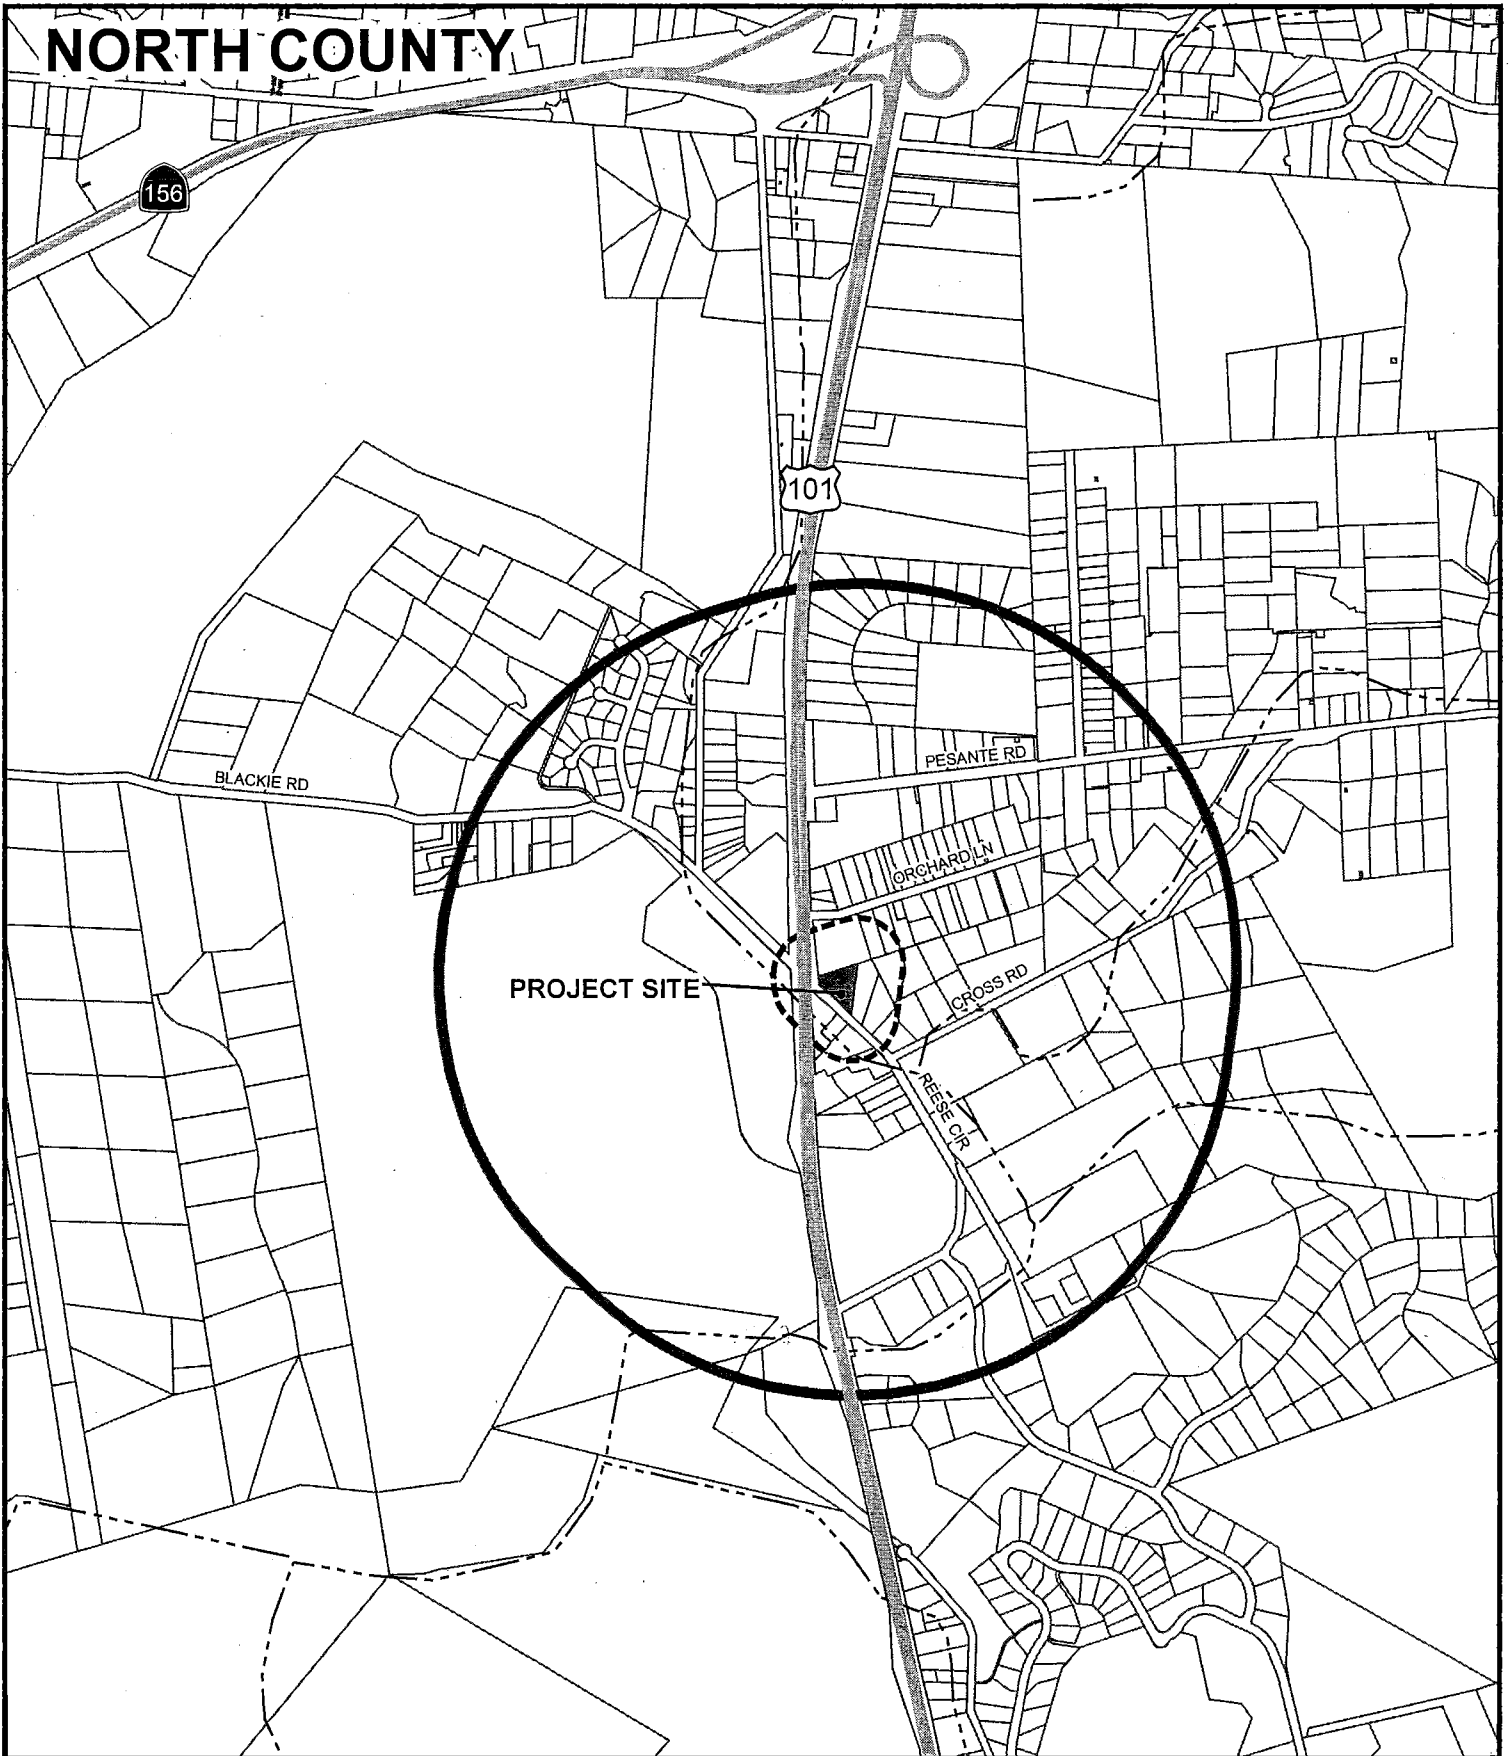 NORTH COUNTY
156
101
PESANTE RD
BLACKIE RD
ORCHARD LN
PROJECT SITE
CROSS RD
REESE CIR